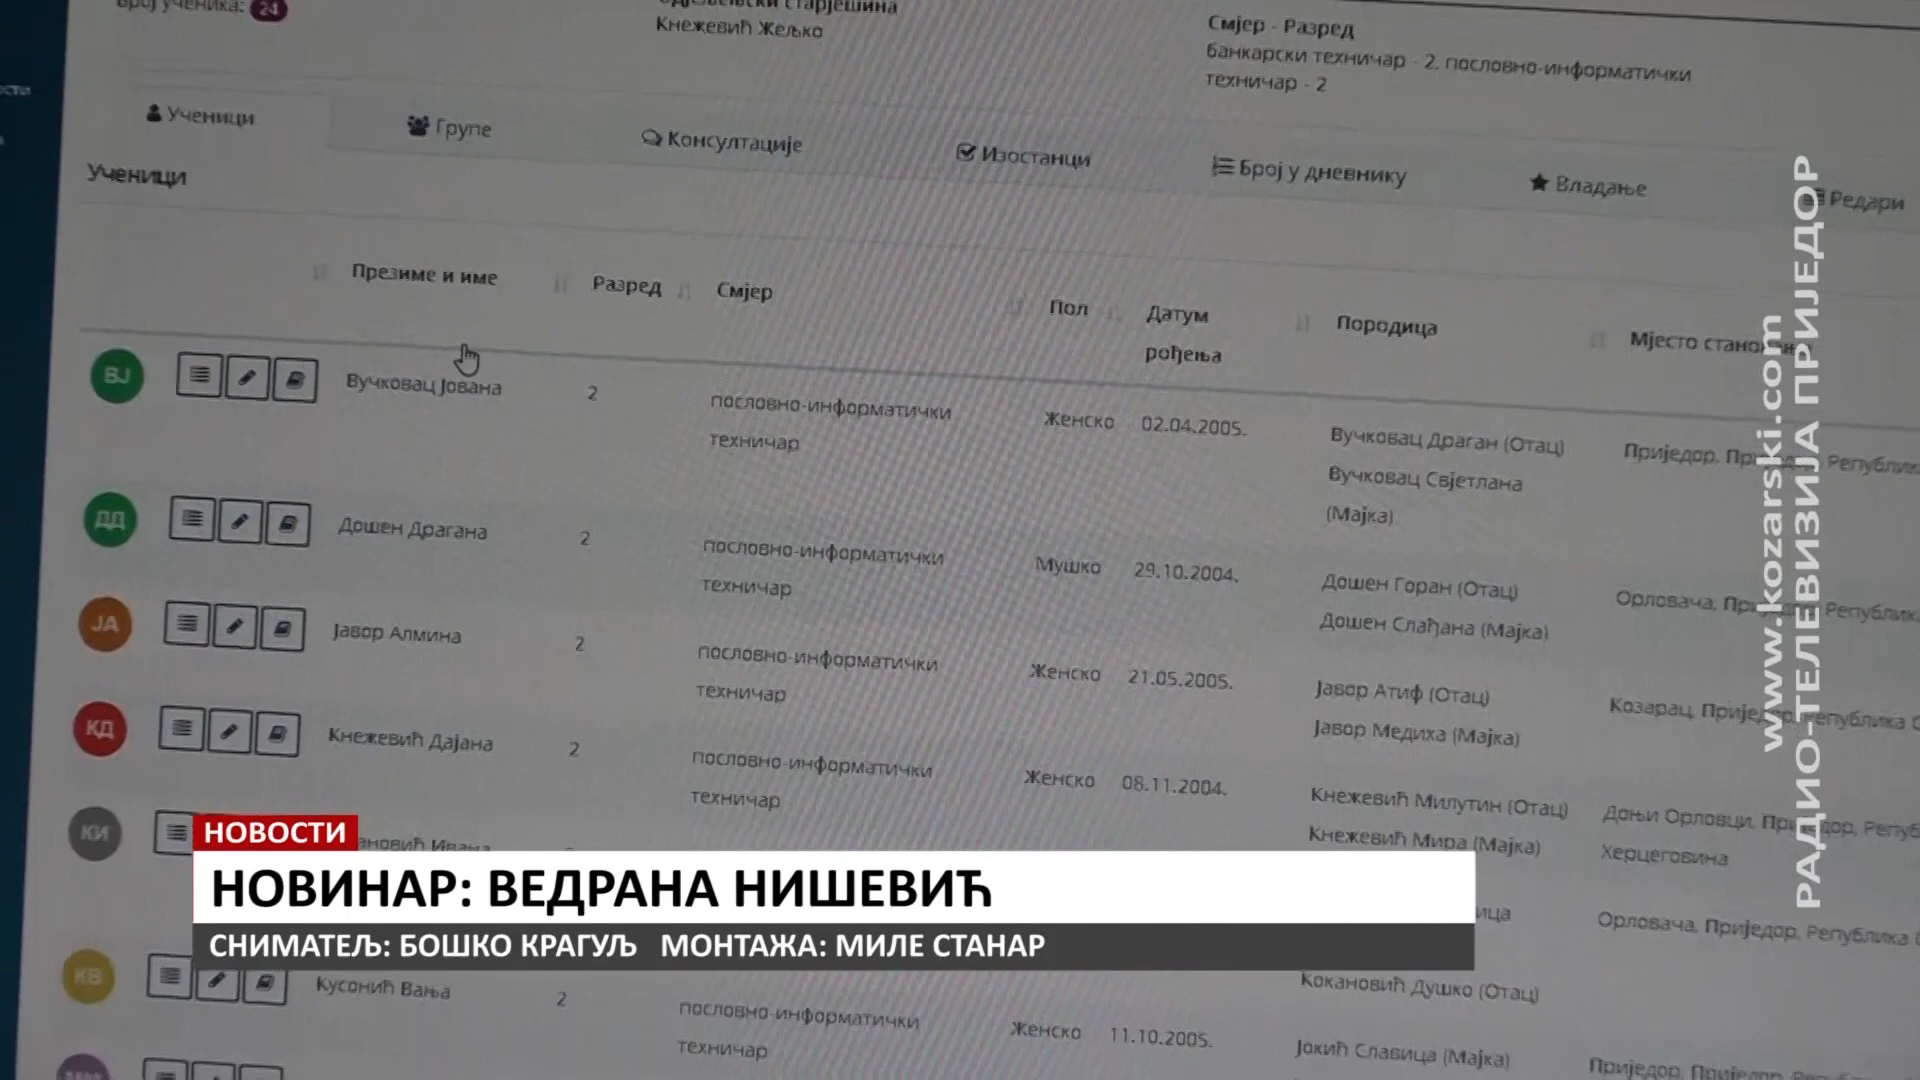 Број ученика: 24
Кнежевић Жељко
Смјер - Разред
банкарски техничар - 2, пословно-информатички
техничар - 2
Ученици Групе Консултације Изостанци Број у дневнику Владање Редари
Ученици
Презиме и име Разред Смјер Пол Датум рођења Породица Мјесто
ВЈ Вучковац Јована 2 пословно-информатички Женско 02.04.2005. Вучковац Драган (Отац) Приједор,
техничар Вучковац Свјетлана
(Мајка)
ДД Дошен Драгана 2 пословно-информатички Мушко 29.10.2004. Дошен Горан (Отац) Орловача,
техничар Дошен Слађана (Мајка)
ЈА Јавор Алмина 2 пословно-информатички Женско 21.05.2005. Јавор Атиф (Отац) Козарац,
техничар Јавор Медиха (Мајка)
КД Кнежевић Дајана 2 пословно-информатички Женско 08.11.2004. Кнежевић Милутин (Отац) Доњи Орловци,
техничар Кнежевић Мира (Мајка) Херцеговина
КИ
Орловача, Приједор, Република
Кокановић Душко (Отац)
КВ Кусонић Вања 2 пословно-информатички Женско 11.10.2005. Јокић Славица (Мајка)
техничар
НОВОСТИ
НОВИНАР: ВЕДРАНА НИШЕВИЋ
СНИМАТЕЉ: БОШКО КРАГУЉ МОНТАЖА: МИЛЕ СТАНАР
www.kozarski.com
РАДИО-ТЕЛЕВИЗИЈА ПРИЈЕДОР